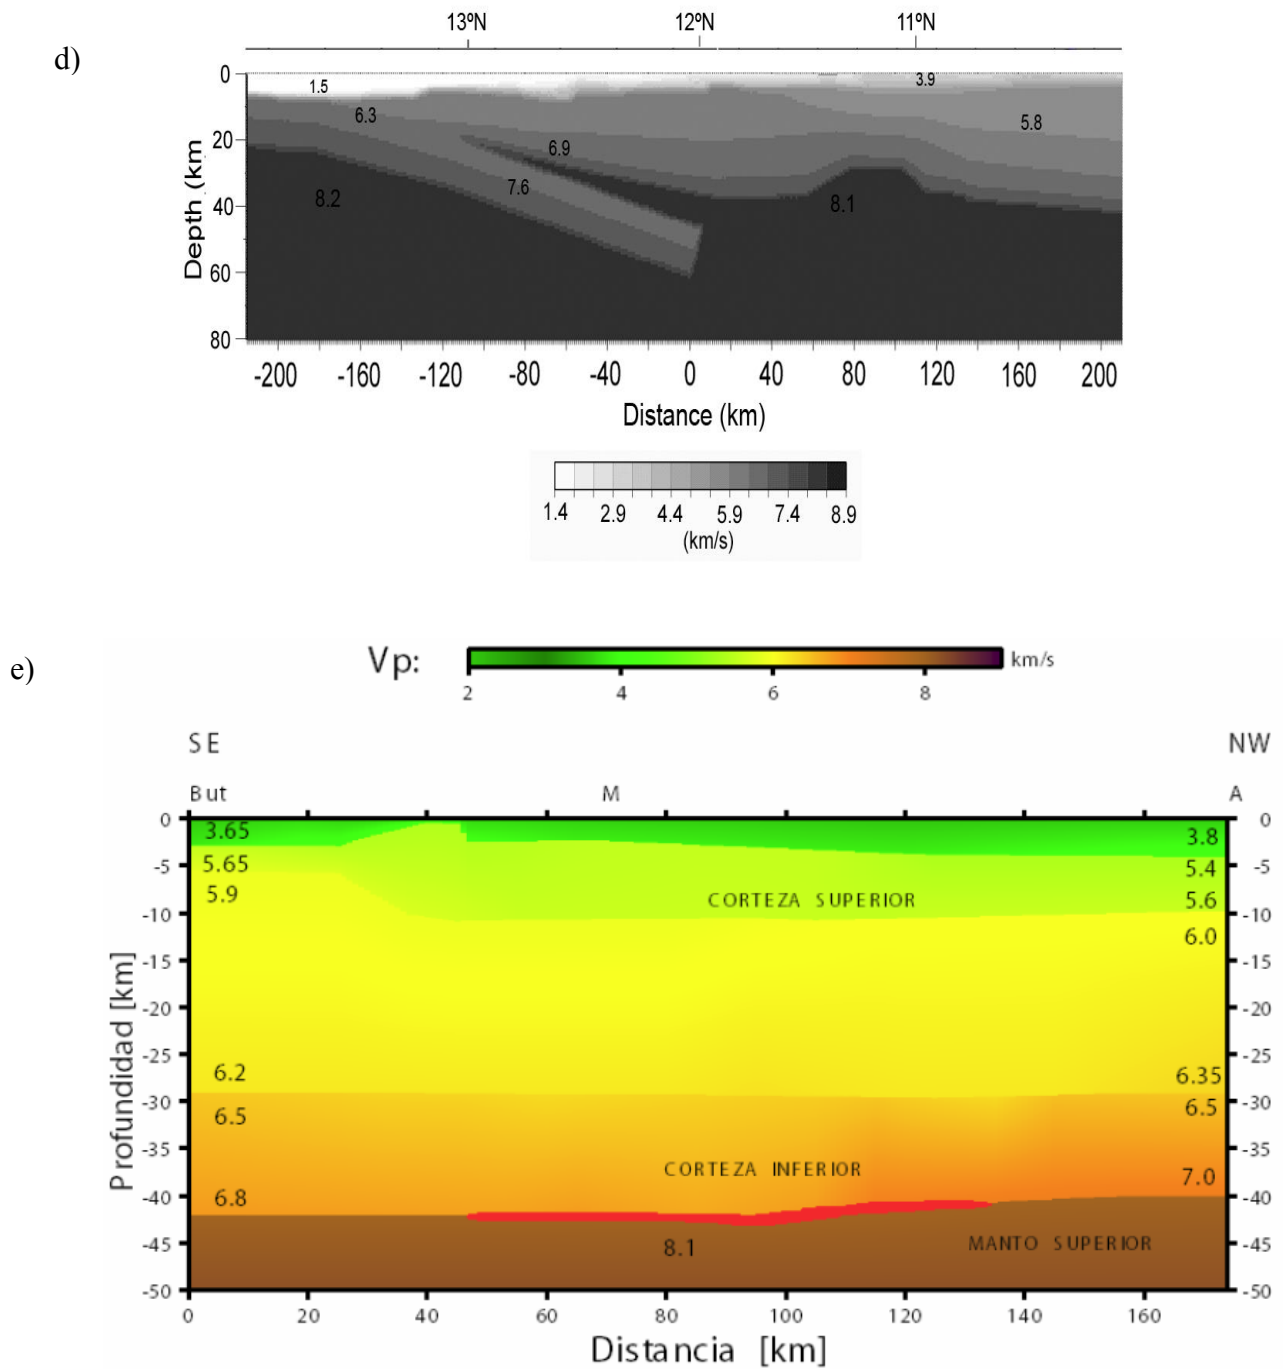 d)
13ºN 12ºN 11ºN
0
20
40
60
80
Depth (km
1.5
3.9
6.3
5.8
6.9
7.6
8.2
8.1
-200 -160 -120 -80 -40 0 40 80 120 160 200
Distance (km)
1.4 2.9 4.4 5.9 7.4 8.9
(km/s)
e)
Vp:
km/s
2 4 6 8
SE NW
But M A
0 0
3.65 3.8
-5 5.65 5.4 -5
5.9 CORTEZA SUPERIOR 5.6
-10 6.0 -10
-15 -15
-20 -20
-25 -25
6.2 6.35
-30 -30
6.5 6.5
-35 -35
CORTEZA INFERIOR 7.0
-40 6.8 -40
-45 8.1 MANTO SUPERIOR -45
-50 -50
Profundidad [km]
0 20 40 60 80 100 120 140 160
Distancia [km]